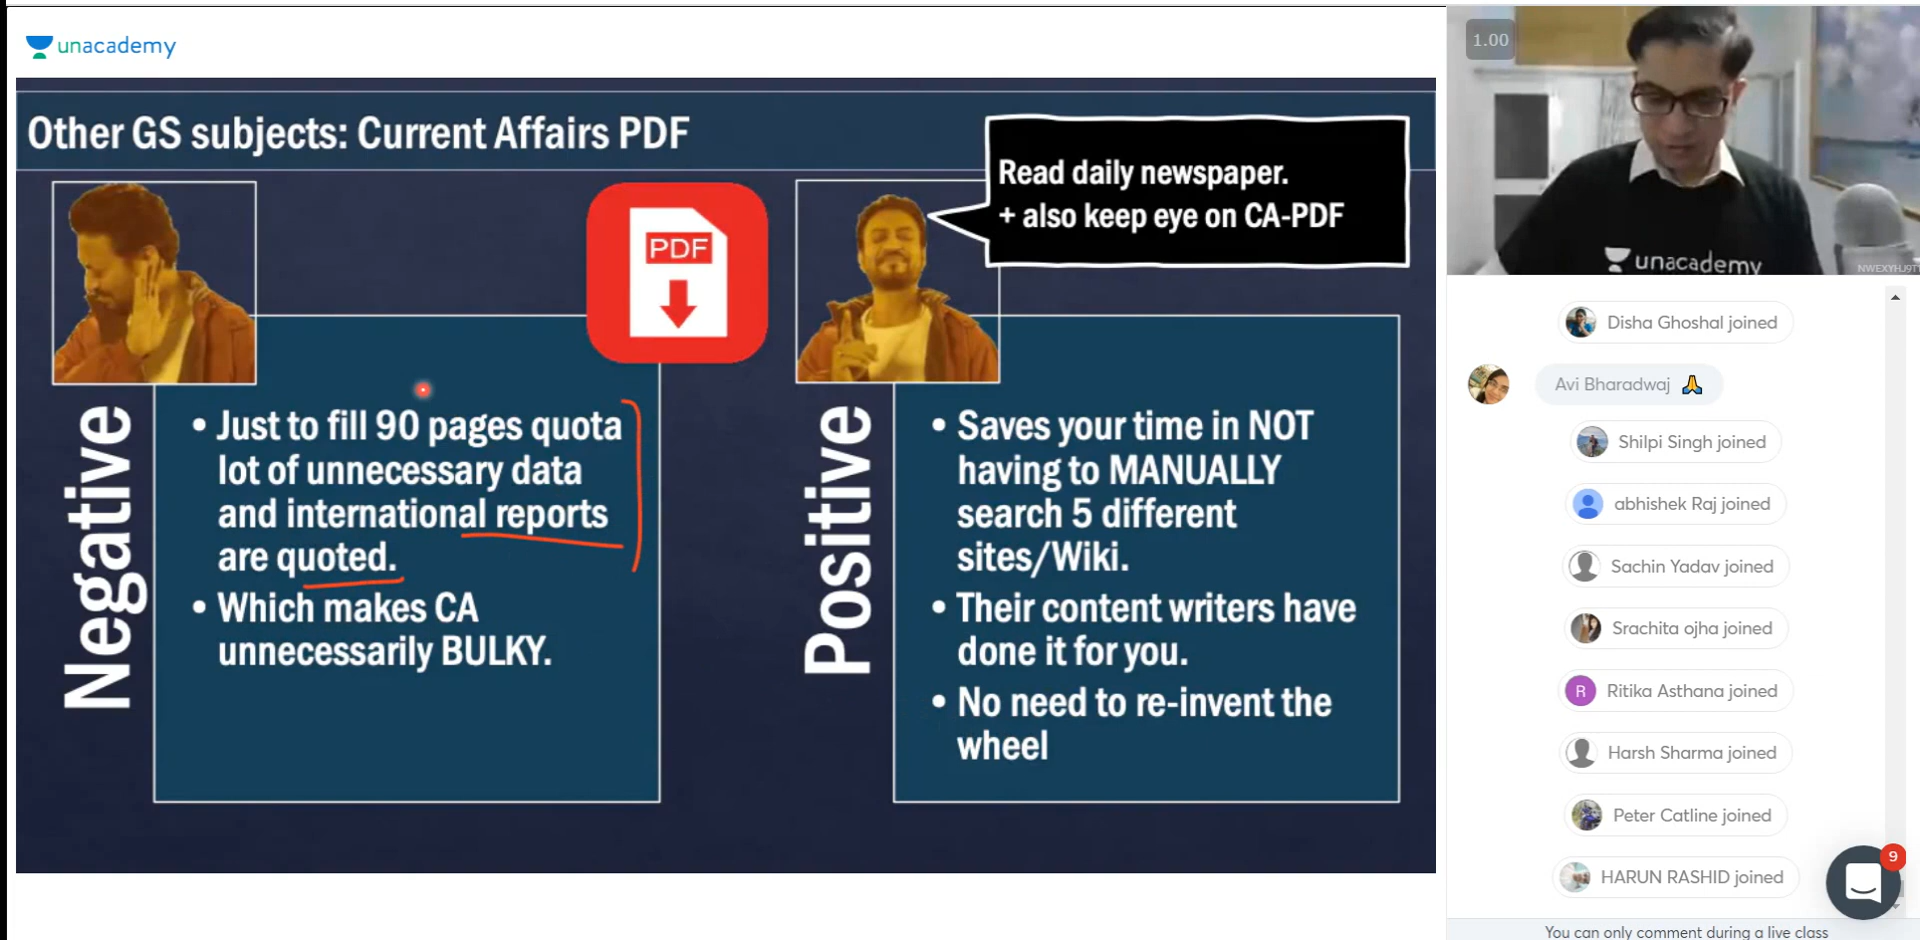 unacademy
Other GS subjects: Current Affairs PDF
Read daily newspaper.
+ also keep eye on CA-PDF
PDF
Negative
• Just to fill 90 pages quota
lot of unnecessary data
and international reports
are quoted.
• Which makes CA
unnecessarily BULKY.
Positive
• Saves your time in NOT
having to MANUALLY
search 5 different
sites/Wiki.
• Their content writers have
done it for you.
• No need to re-invent the
wheel
1.00
unacademy
Disha Ghoshal joined
Avi Bharadwaj 🙏
Shilpi Singh joined
abhishek Raj joined
Sachin Yadav joined
Srachita ojha joined
R
Ritika Asthana joined
Harsh Sharma joined
Peter Catline joined
HARUN RASHID joined
9
You can only comment during a live class